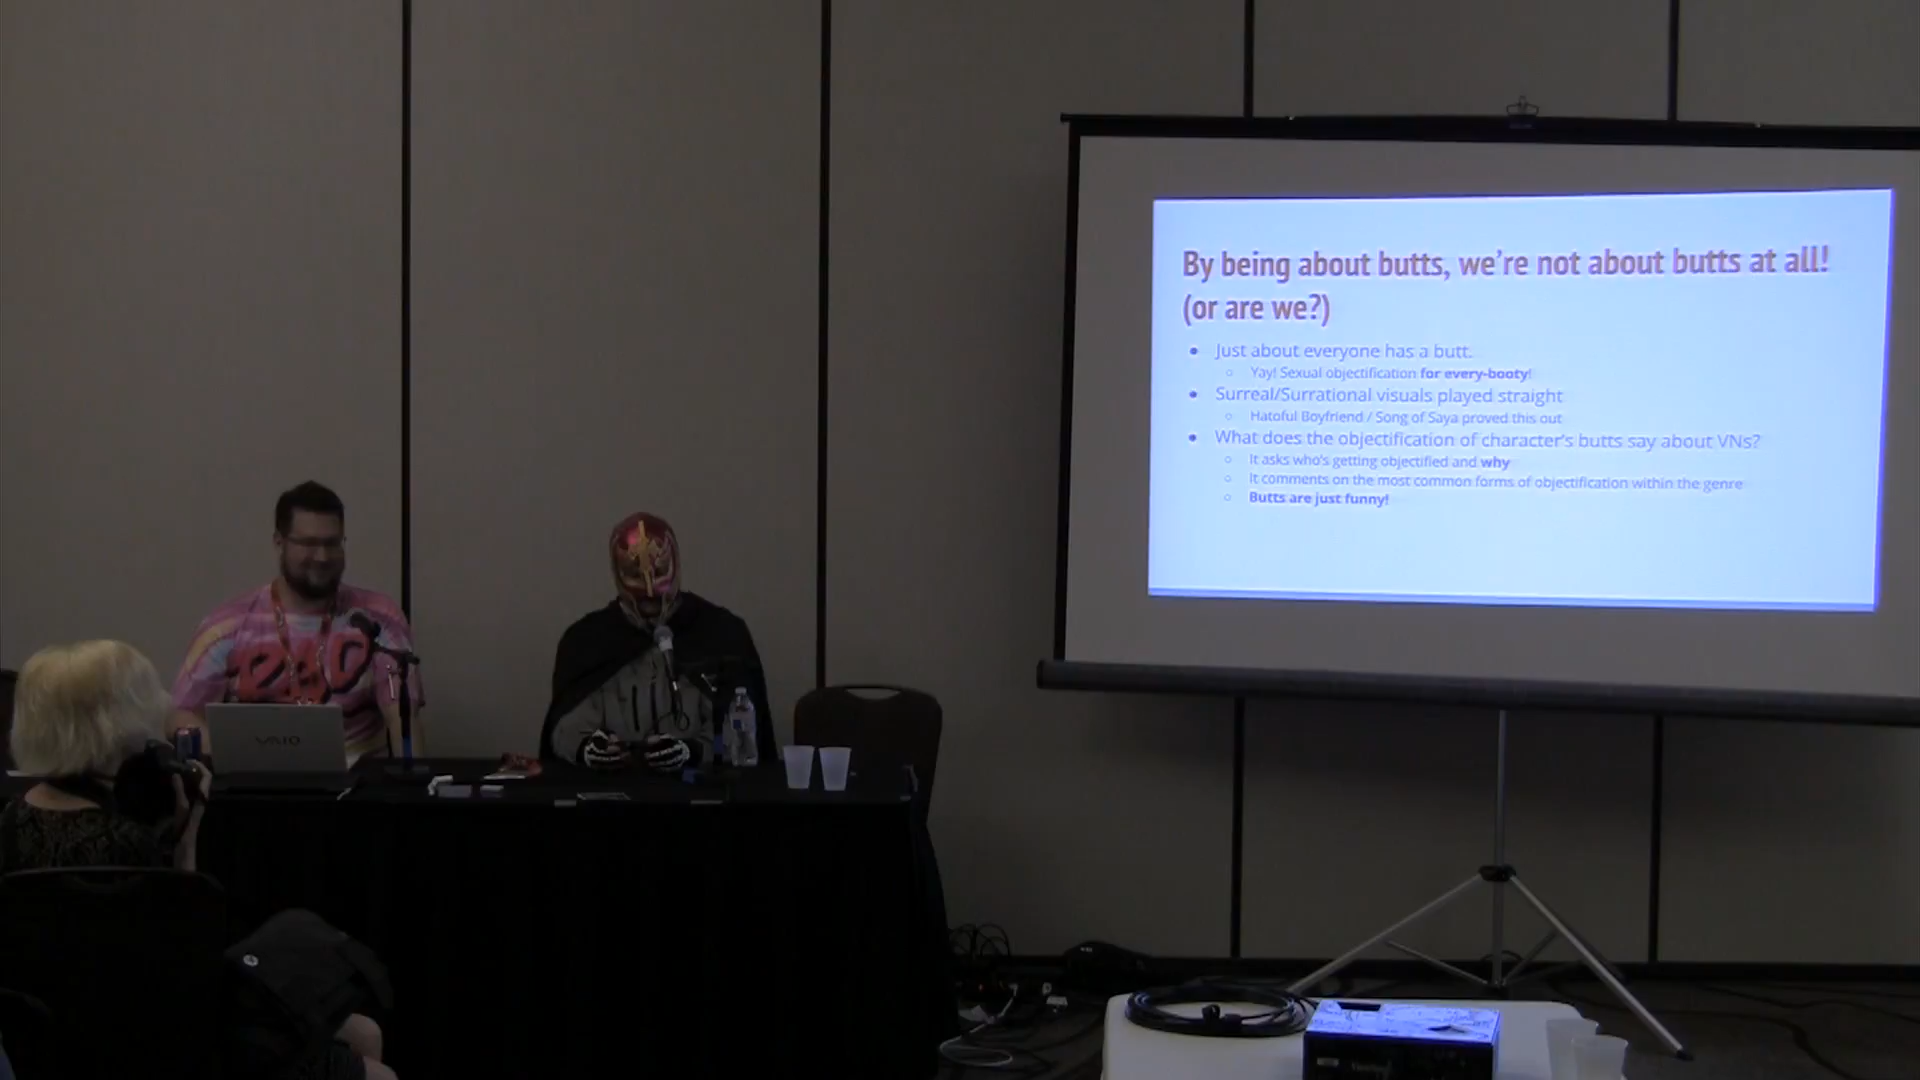 By being about butts, we're not about butts at all!
(or are we?)
● Just about everyone has a butt.
○ Yay! Sexual objectification for every-booty!
● Surreal/Surrational visuals played straight
○ Hatoful Boyfriend / Song of Saya proved this out
● What does the objectification of character's butts say about VNs?
○ It asks who's getting objectified and why
○ It comments on the most common forms of objectification within the genre
○ Butts are just funny!
RAD
VAIO